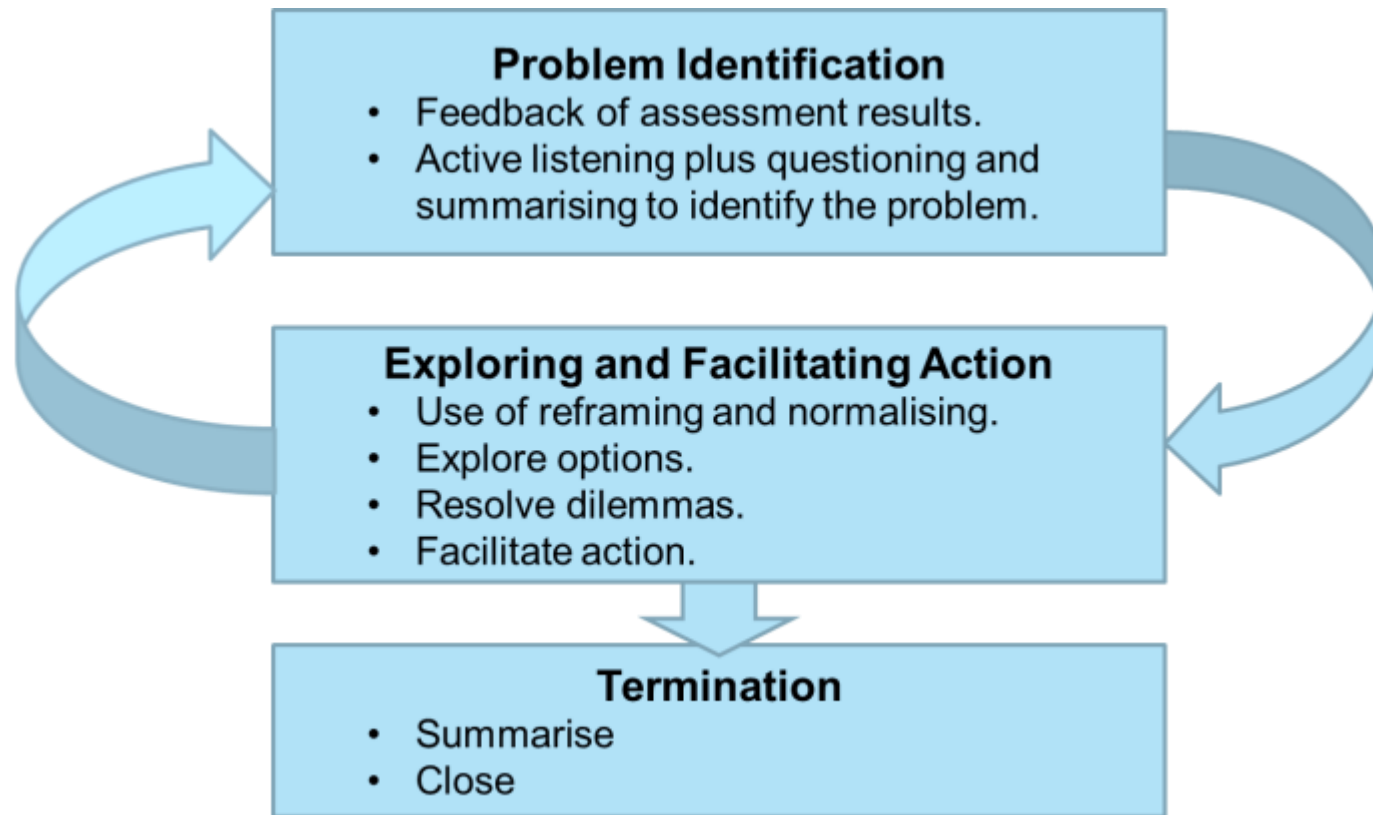 Problem Identification
• Feedback of assessment results.
• Active listening plus questioning and
summarising to identify the problem.
Exploring and Facilitating Action
• Use of reframing and normalising.
• Explore options.
• Resolve dilemmas.
• Facilitate action.
Termination
• Summarise
• Close